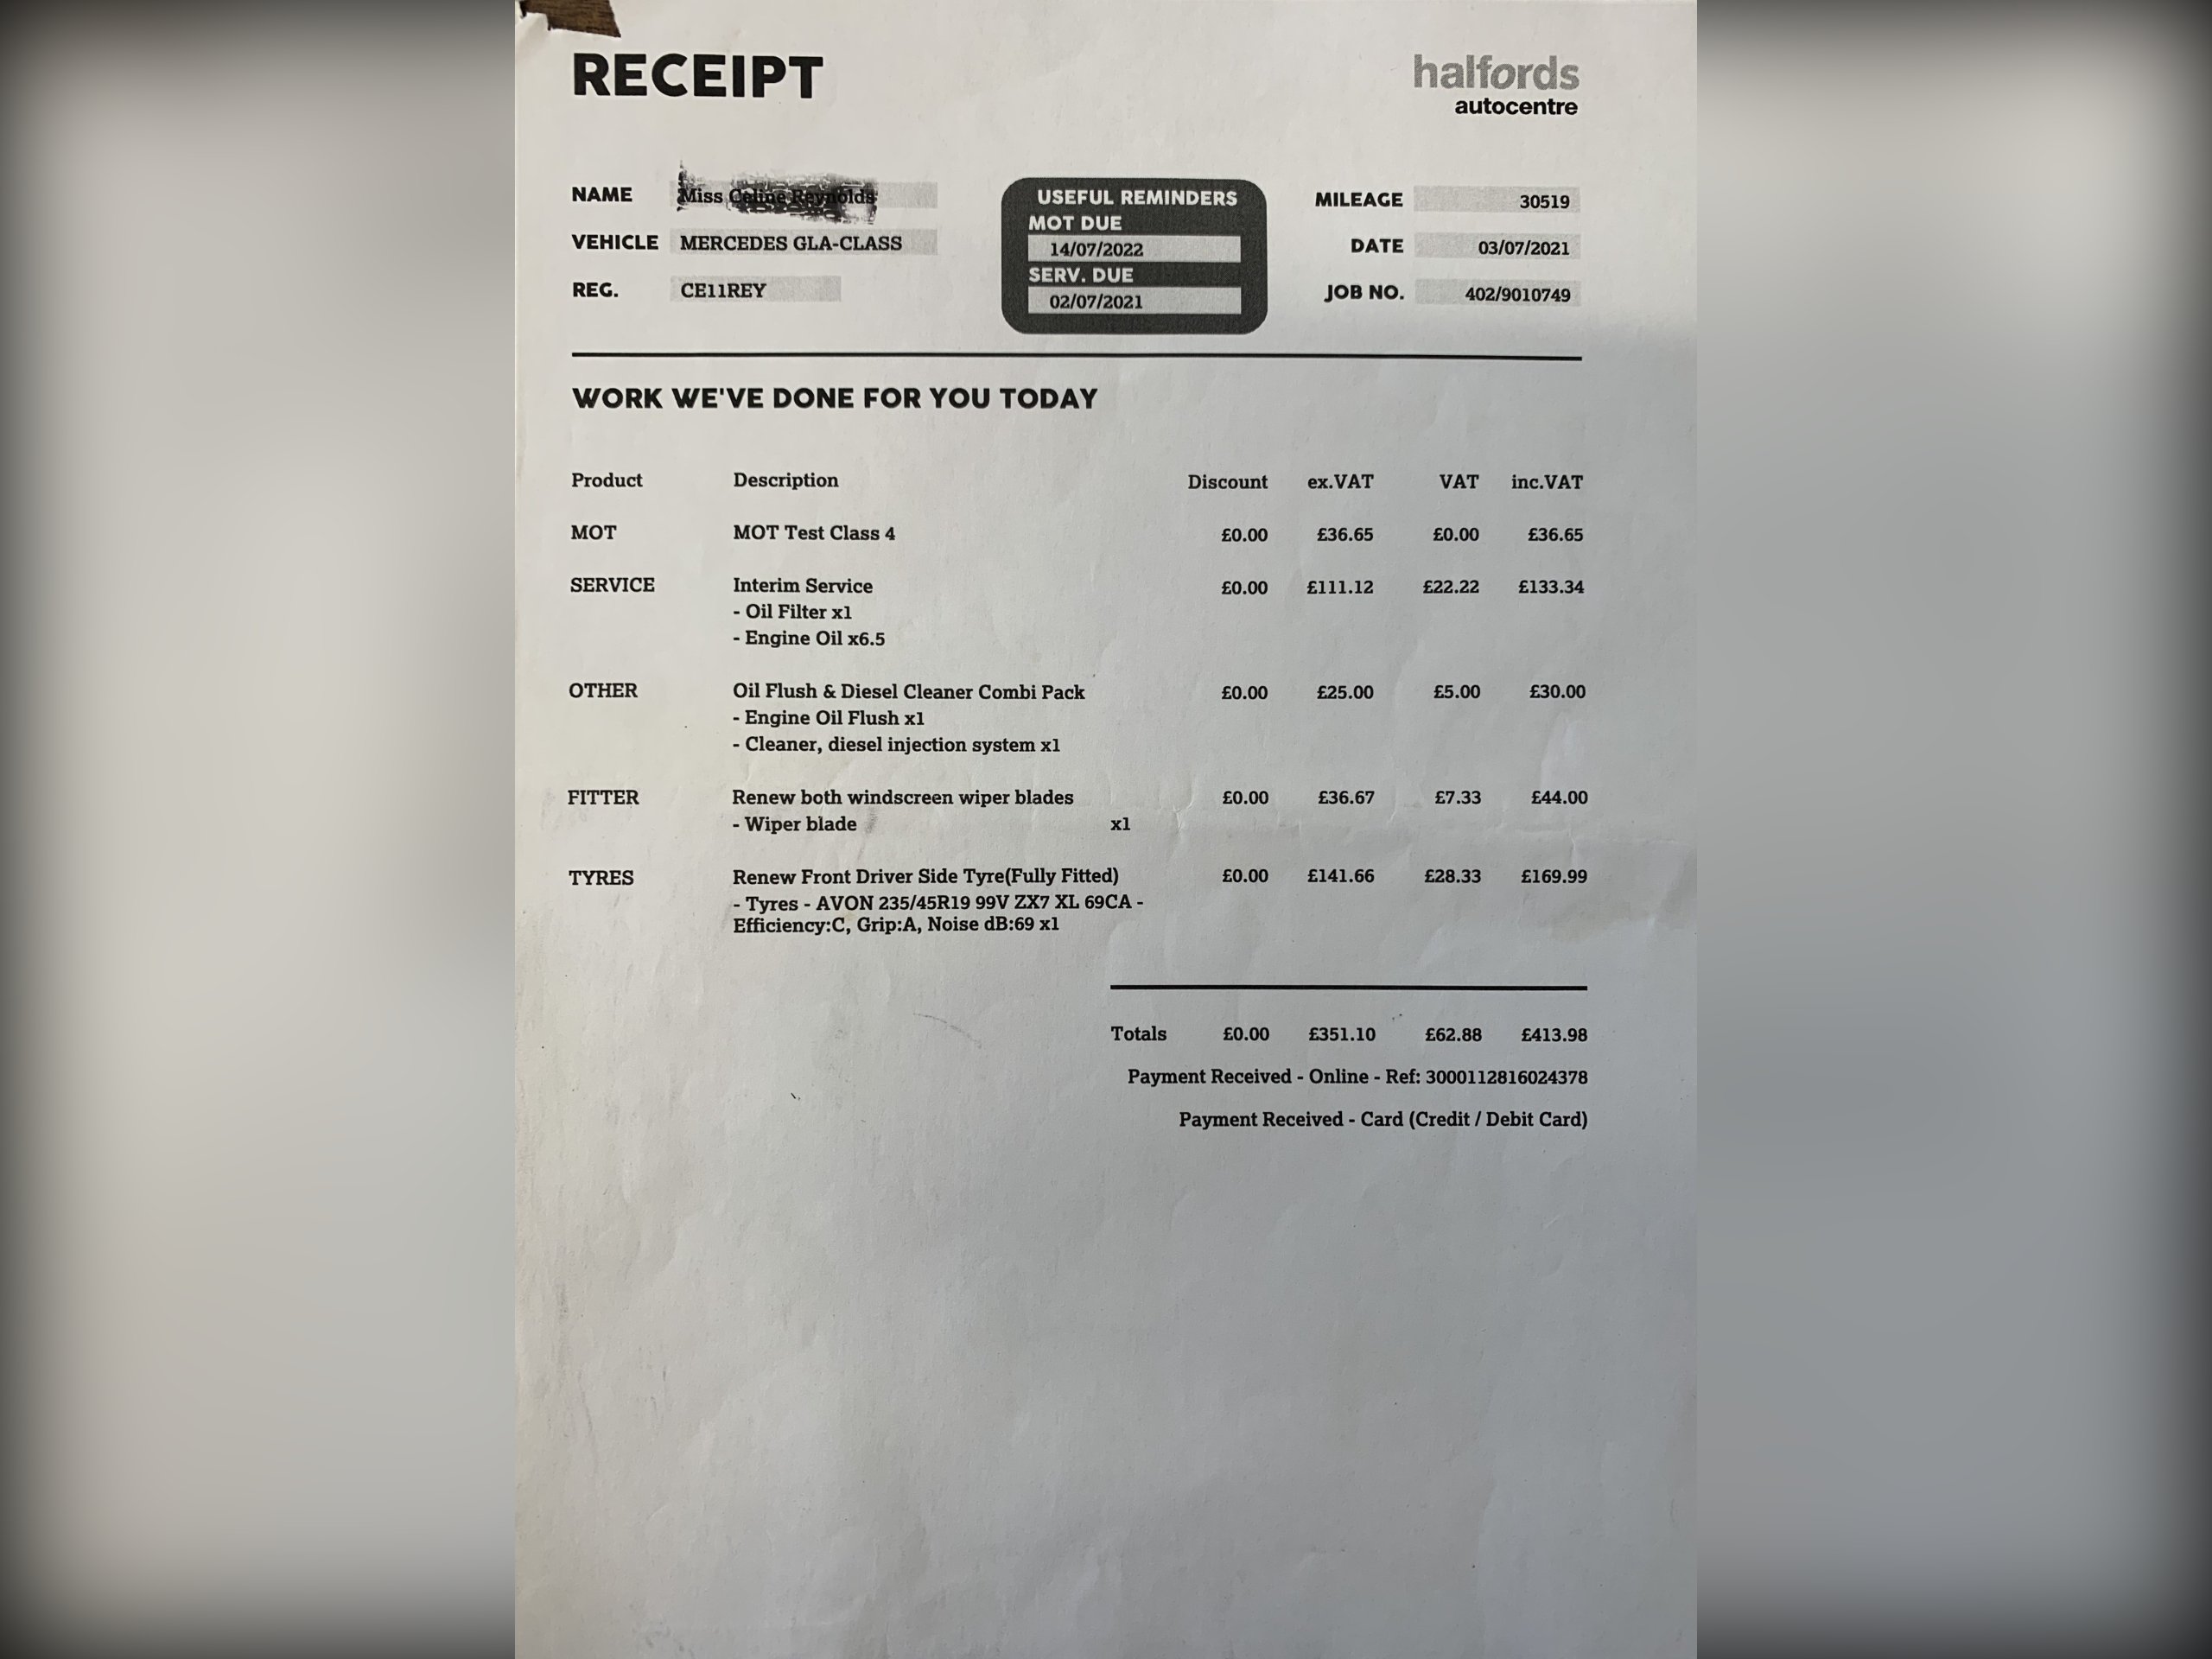 RECEIPT
halfords
autocentre
NAME Miss Celine Reynolds
VEHICLE MERCEDES GLA-CLASS
REG. CE11REY
USEFUL REMINDERS
MOT DUE
14/07/2022
SERV. DUE
02/07/2021
MILEAGE 30519
DATE 03/07/2021
JOB NO. 402/9010749
WORK WE'VE DONE FOR YOU TODAY
Product Description Discount ex.VAT VAT inc.VAT
MOT MOT Test Class 4 £0.00 £36.65 £0.00 £36.65
SERVICE Interim Service £0.00 £111.12 £22.22 £133.34
- Oil Filter x1
- Engine Oil x6.5
OTHER Oil Flush & Diesel Cleaner Combi Pack £0.00 £25.00 £5.00 £30.00
- Engine Oil Flush x1
- Cleaner, diesel injection system x1
FITTER Renew both windscreen wiper blades £0.00 £36.67 £7.33 £44.00
- Wiper blade x1
TYRES Renew Front Driver Side Tyre(Fully Fitted) £0.00 £141.66 £28.33 £169.99
- Tyres - AVON 235/45R19 99V ZX7 XL 69CA -
Efficiency:C, Grip:A, Noise dB:69 x1
Totals £0.00 £351.10 £62.88 £413.98
Payment Received - Online - Ref: 3000112816024378
Payment Received - Card (Credit / Debit Card)